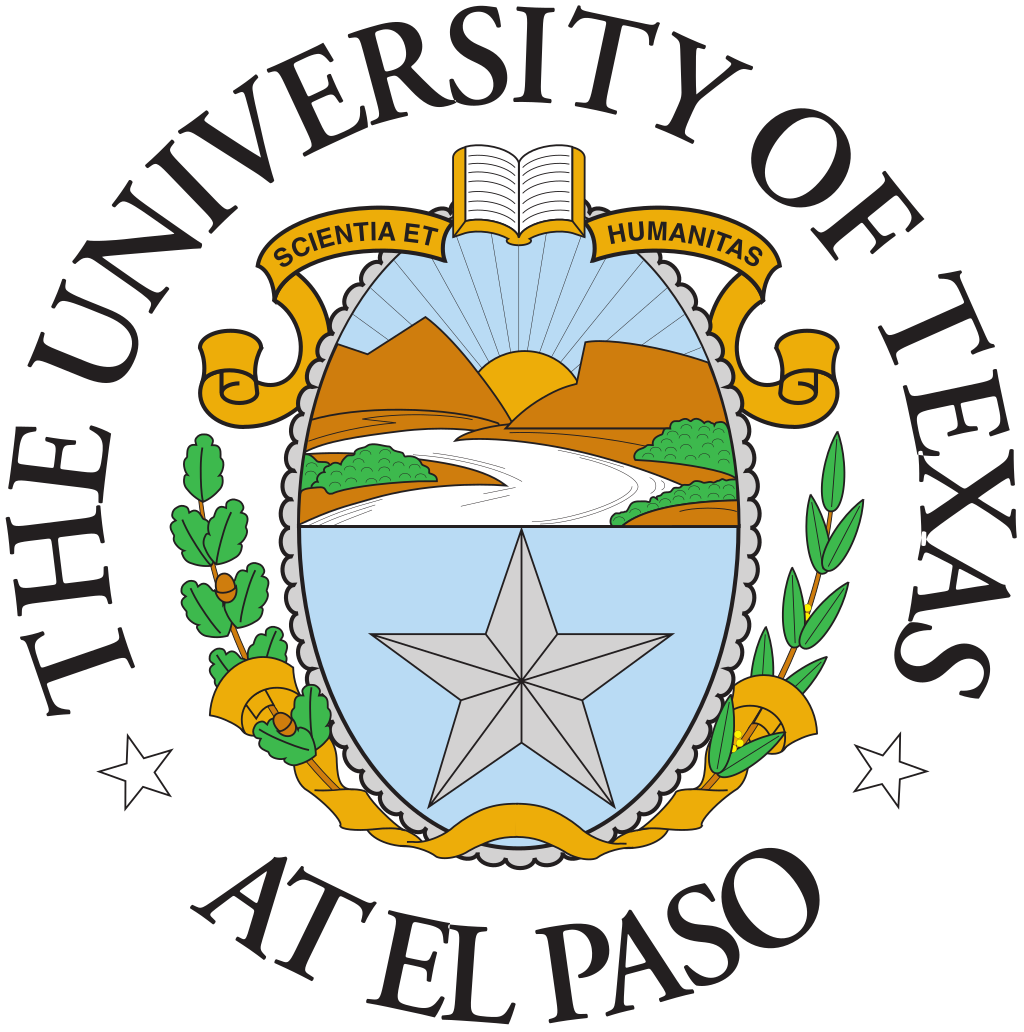 THE UNIVERSITY OF TEXAS
SCIENTIA ET HUMANITAS
AT EL PASO